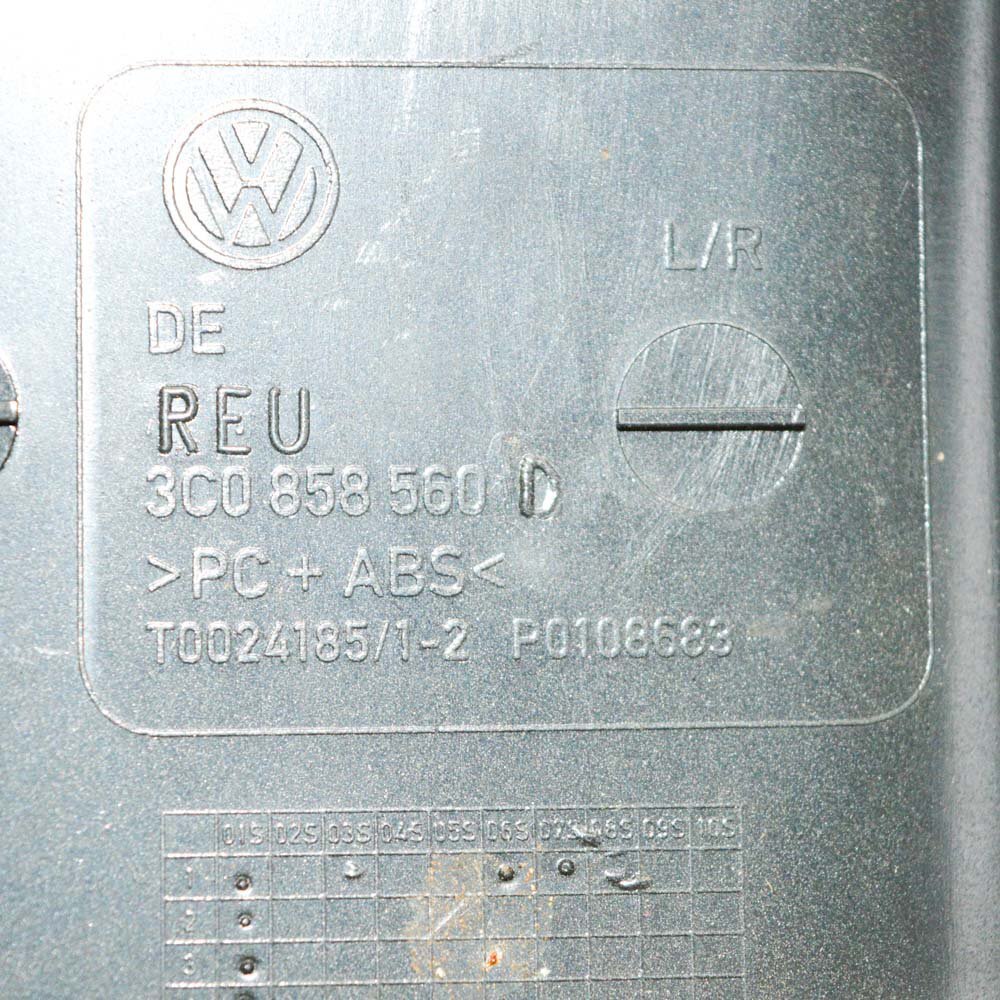 L/R
DE
REU
3C0 858 560 D
>PC + ABS<
T0024185/1-2 P0108683
01S 02S 03S 04S 05S 06S 07S 08S 09S 10S
1
2
3